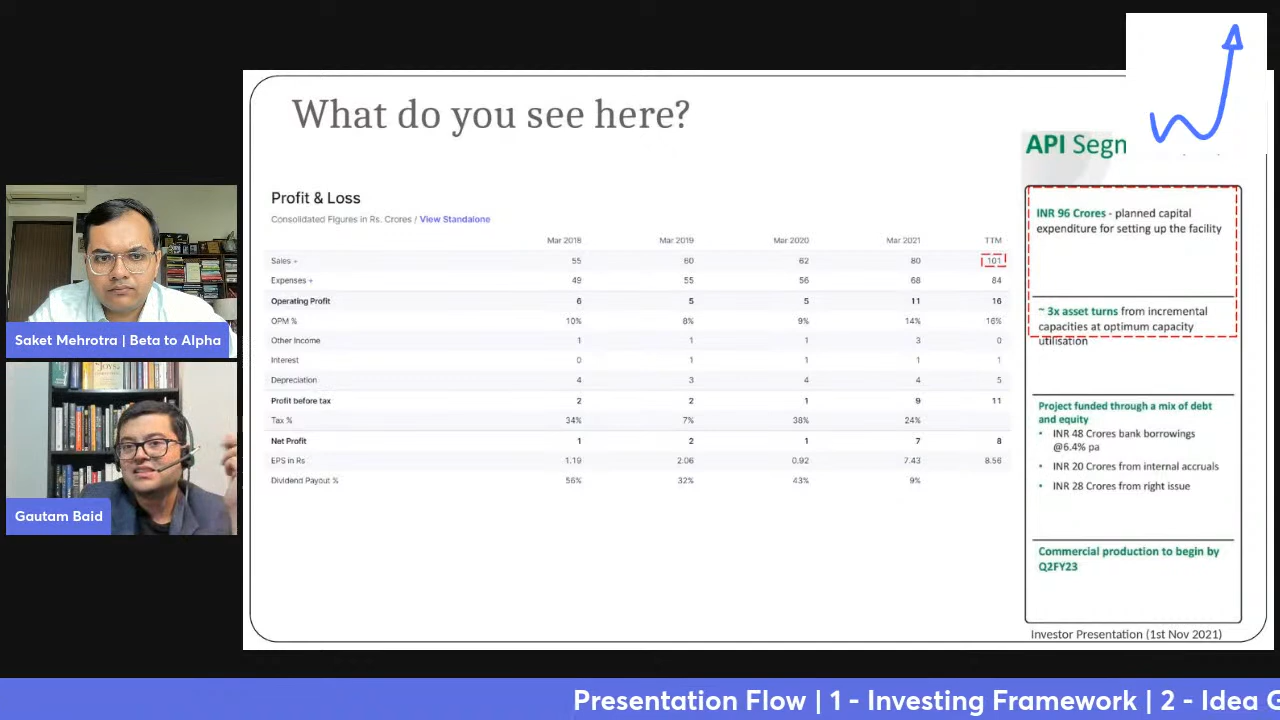 What do you see here?
Profit & Loss
Consolidated Figures in Rs. Crores / View Standalone
Mar 2018 Mar 2019 Mar 2020 Mar 2021 TTM
Sales + 55 60 62 80 101
Expenses + 49 55 56 68 84
Operating Profit 6 5 5 11 16
OPM % 10% 8% 9% 14% 16%
Other Income 1 1 1 3 0
Interest 0 1 1 1 1
Depreciation 4 3 4 4 5
Profit before tax 2 2 1 9 11
Tax % 34% 7% 38% 24%
Net Profit 1 2 1 7 8
EPS in Rs 1.19 2.06 0.92 7.43 8.56
Dividend Payout % 56% 32% 43% 9%
API Segm
INR 96 Crores - planned capital
expenditure for setting up the facility
~ 3x asset turns from incremental
capacities at optimum capacity
utilisation
Project funded through a mix of debt
and equity
• INR 48 Crores bank borrowings
@6.4% pa
• INR 20 Crores from internal accruals
• INR 28 Crores from right issue
Commercial production to begin by
Q2FY23
Investor Presentation (1st Nov 2021)
Saket Mehrotra | Beta to Alpha
Gautam Baid
Presentation Flow | 1 - Investing Framework | 2 - Idea G